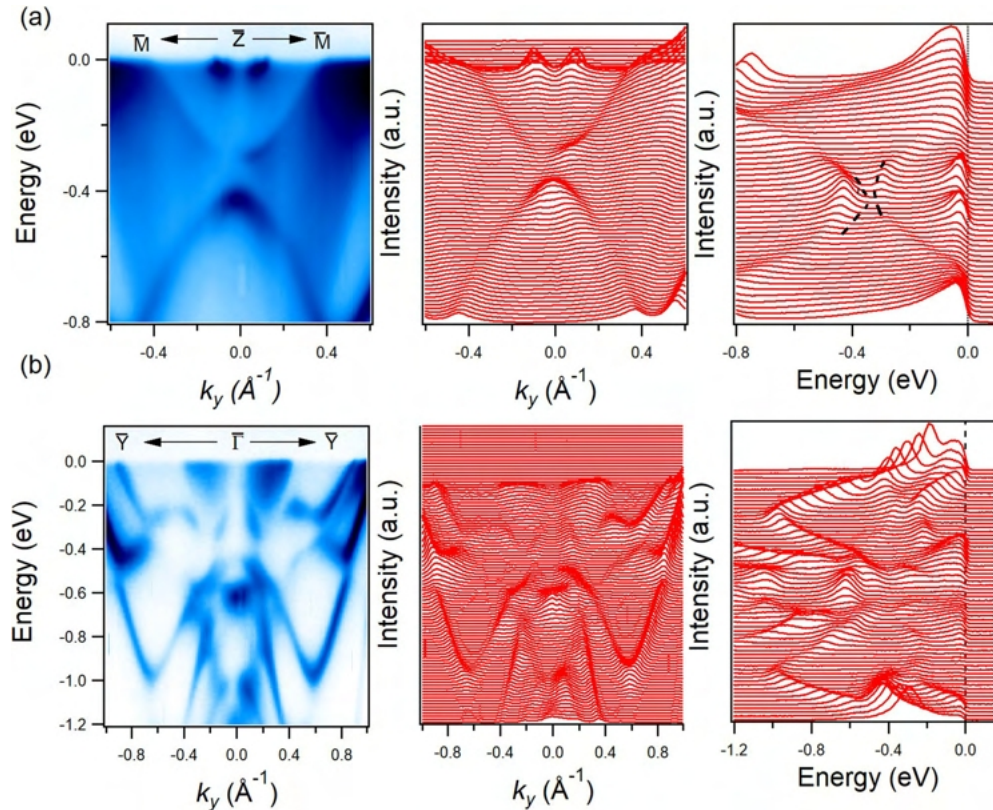 (a)
M̄ ← Z̄ → M̄
0.0
-0.4
-0.8
Energy (eV)
-0.4 0.0 0.4
k_y (Å⁻¹)
Intensity (a.u.)
-0.4 0.0 0.4
k_y (Å⁻¹)
Intensity (a.u.)
-0.8 -0.4 0.0
Energy (eV)
(b)
Ȳ ← Γ̄ → Ȳ
0.0
-0.2
-0.4
-0.6
-0.8
-1.0
-1.2
Energy (eV)
-0.8 -0.4 0.0 0.4 0.8
k_y (Å⁻¹)
Intensity (a.u.)
-0.8 -0.4 0.0 0.4 0.8
k_y (Å⁻¹)
Intensity (a.u.)
-1.2 -0.8 -0.4 0.0
Energy (eV)